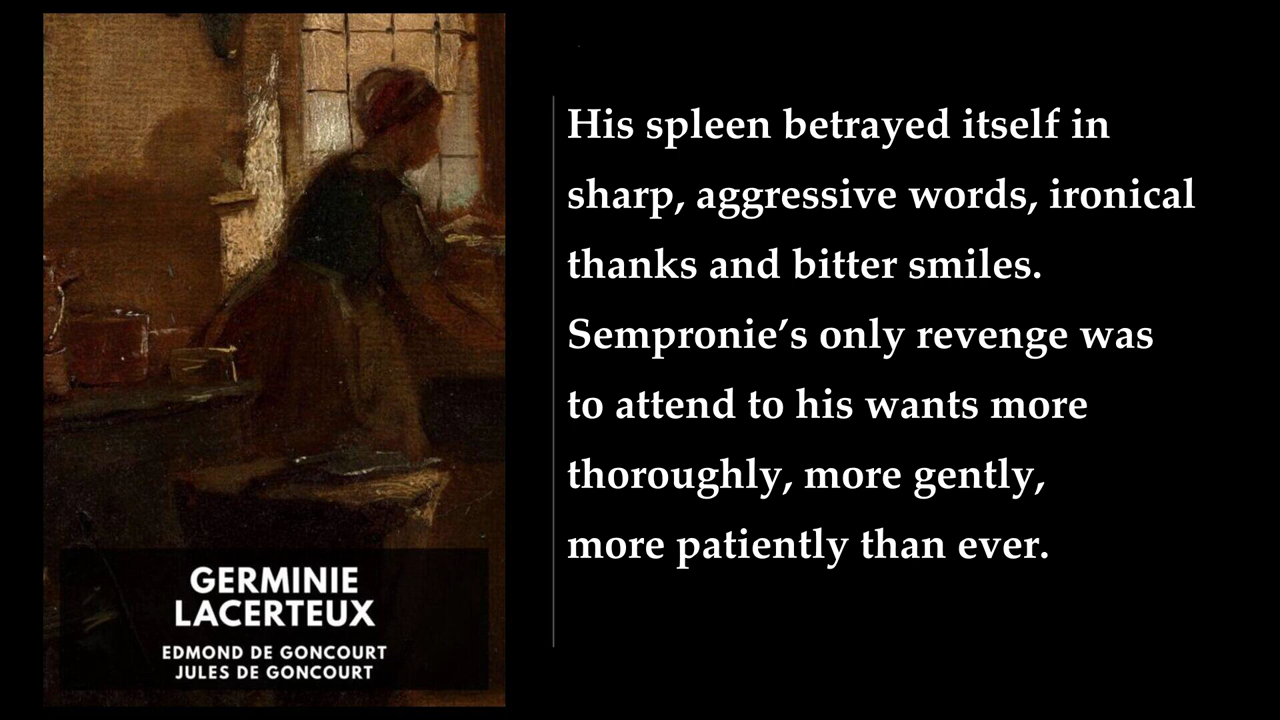 GERMINIE
LACERTEUX
EDMOND DE GONCOURT
JULES DE GONCOURT
His spleen betrayed itself in
sharp, aggressive words, ironical
thanks and bitter smiles.
Sempronie’s only revenge was
to attend to his wants more
thoroughly, more gently,
more patiently than ever.